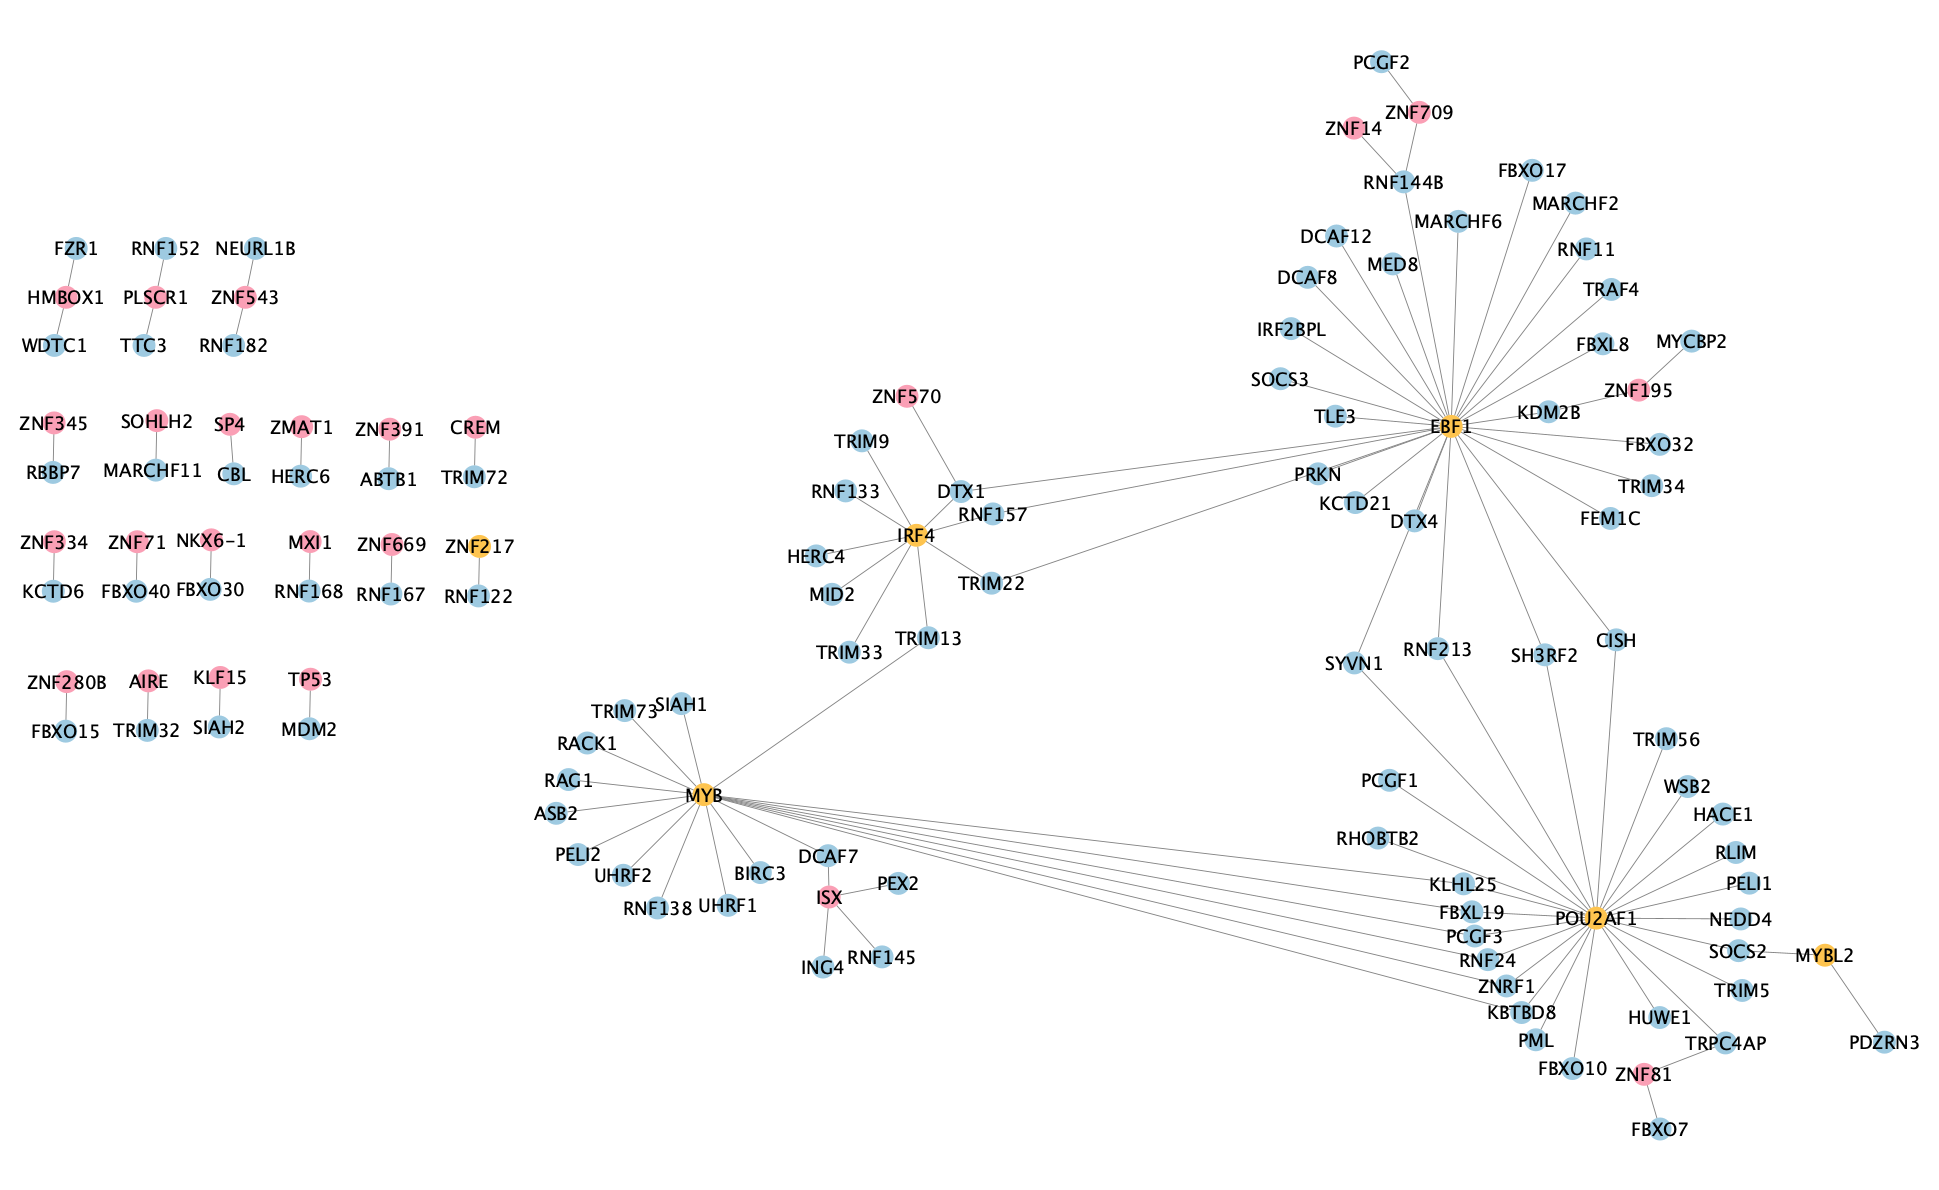 PCGF2
ZNF709
ZNF14
RNF144B
FBXO17
MARCHF2
MARCHF6
DCAF12
RNF11
MED8
DCAF8
TRAF4
IRF2BPL
FBXL8
MYCBP2
SOCS3
ZNF195
TLE3
KDM2B
EBF1
FBXO32
PRKN
KCTD21
TRIM34
DTX4
FEM1C
FZR1
RNF152
NEURL1B
HMBOX1
PLSCR1
ZNF543
WDTC1
TTC3
RNF182
ZNF345
SOHLH2
SP4
ZMAT1
ZNF391
CREM
RBBP7
MARCHF11
CBL
HERC6
ABTB1
TRIM72
ZNF334
ZNF71
NKX6-1
MXI1
ZNF669
ZNF217
KCTD6
FBXO40
FBXO30
RNF168
RNF167
RNF122
ZNF280B
AIRE
KLF15
TP53
FBXO15
TRIM32
SIAH2
MDM2
ZNF570
TRIM9
RNF133
DTX1
RNF157
IRF4
HERC4
TRIM22
MID2
TRIM13
TRIM33
SYVN1
RNF213
SH3RF2
CISH
TRIM73
SIAH1
RACK1
RAG1
MYB
ASB2
PELI2
UHRF2
BIRC3
DCAF7
RNF138
UHRF1
ISX
PEX2
ING4
RNF145
TRIM56
PCGF1
WSB2
HACE1
RHOBTB2
RLIM
KLHL25
PELI1
FBXL19
POU2AF1
NEDD4
PCGF3
SOCS2
MYBL2
RNF24
ZNRF1
TRIM5
KBTBD8
HUWE1
PML
TRPC4AP
PDZRN3
FBXO10
ZNF81
FBXO7